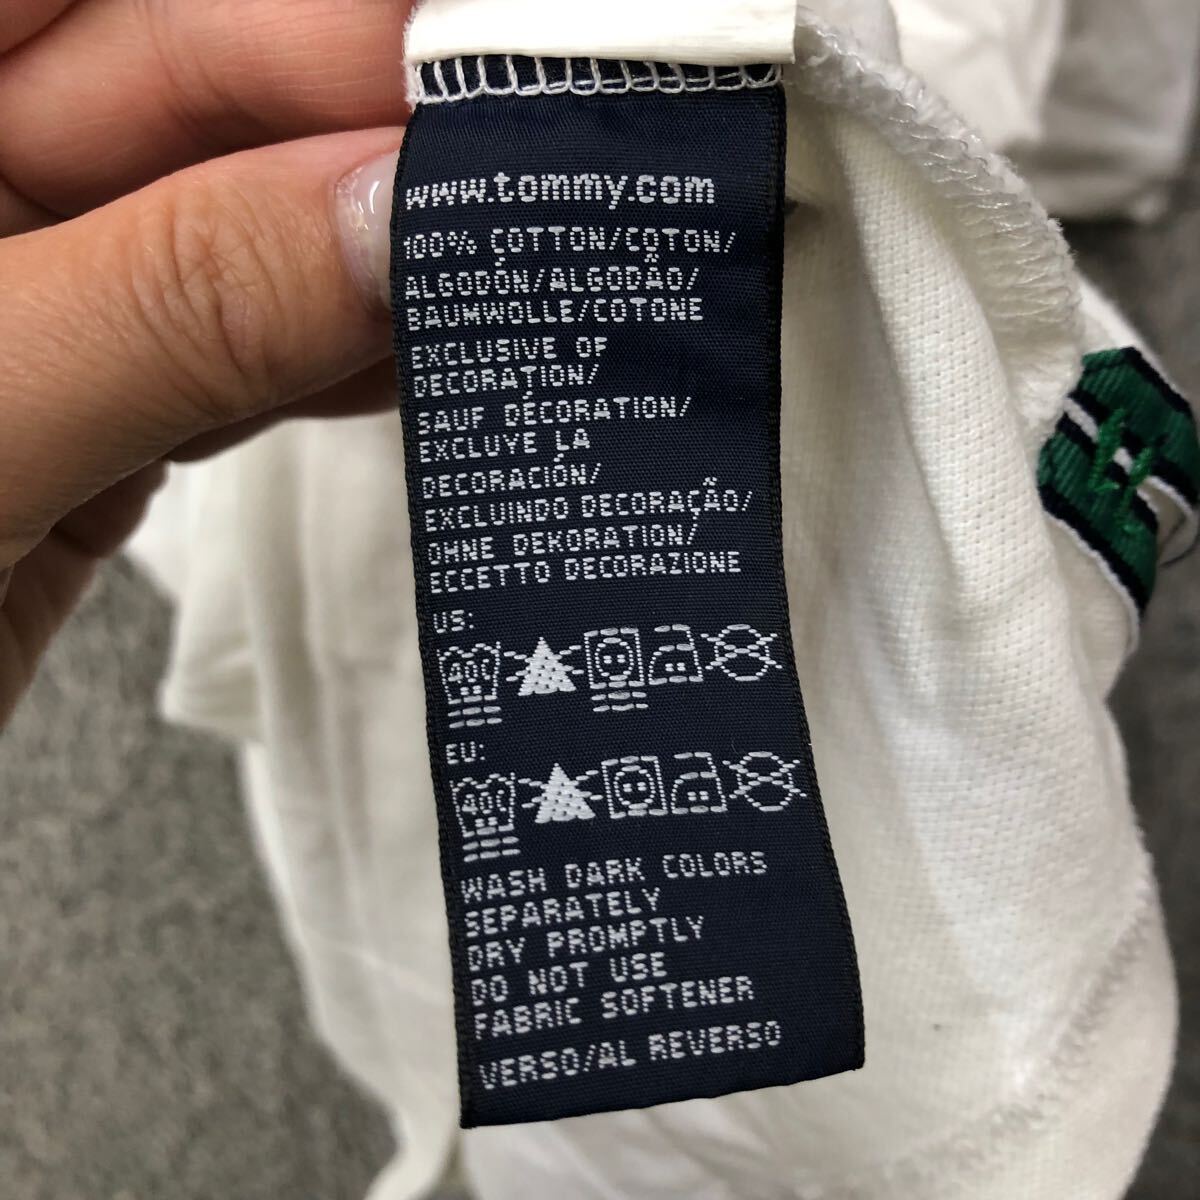 www.tommy.com
100% COTTON/COTON/
ALGODÓN/ALGODÃO/
BAUMWOLLE/COTONE
EXCLUSIVE OF
DECORATION/
SAUF DÉCORATION/
EXCLUYE LA
DECORACIÓN/
EXCLUINDO DECORAÇÃO/
OHNE DEKORATION/
ECCETTO DECORAZIONE
US:
40
EU:
40
WASH DARK COLORS
SEPARATELY
DRY PROMPTLY
DO NOT USE
FABRIC SOFTENER
VERSO/AL REVERSO